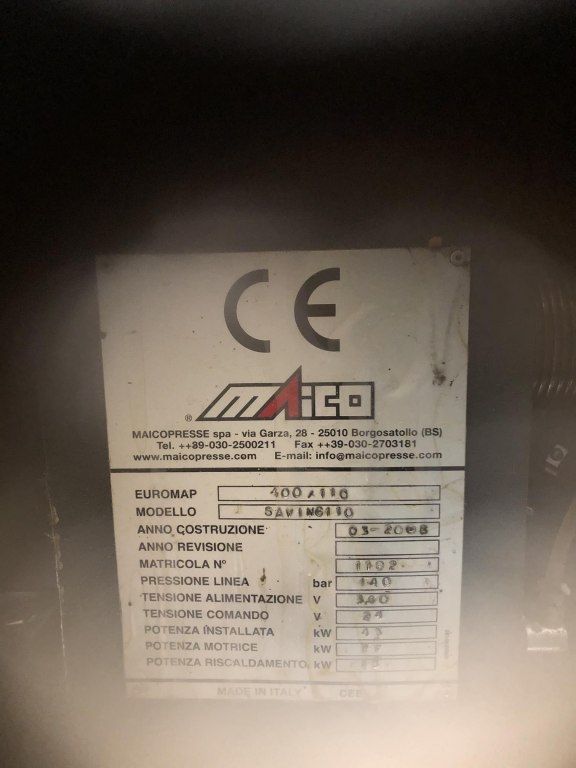 CE
® MAiCO
MAICOPRESSE spa - via Garza, 28 - 25010 Borgosatollo (BS)
Tel. ++39-030-2500211 Fax ++39-030-2703181
www.maicopresse.com E-mail: info@maicopresse.com
EUROMAP 400/110
MODELLO SAVING110
ANNO COSTRUZIONE 03-2008
ANNO REVISIONE
MATRICOLA N° 1102
PRESSIONE LINEA bar 140
TENSIONE ALIMENTAZIONE V
TENSIONE COMANDO V 24
POTENZA INSTALLATA kW
POTENZA MOTRICE kW
POTENZA RISCALDAMENTO kW
MADE IN ITALY